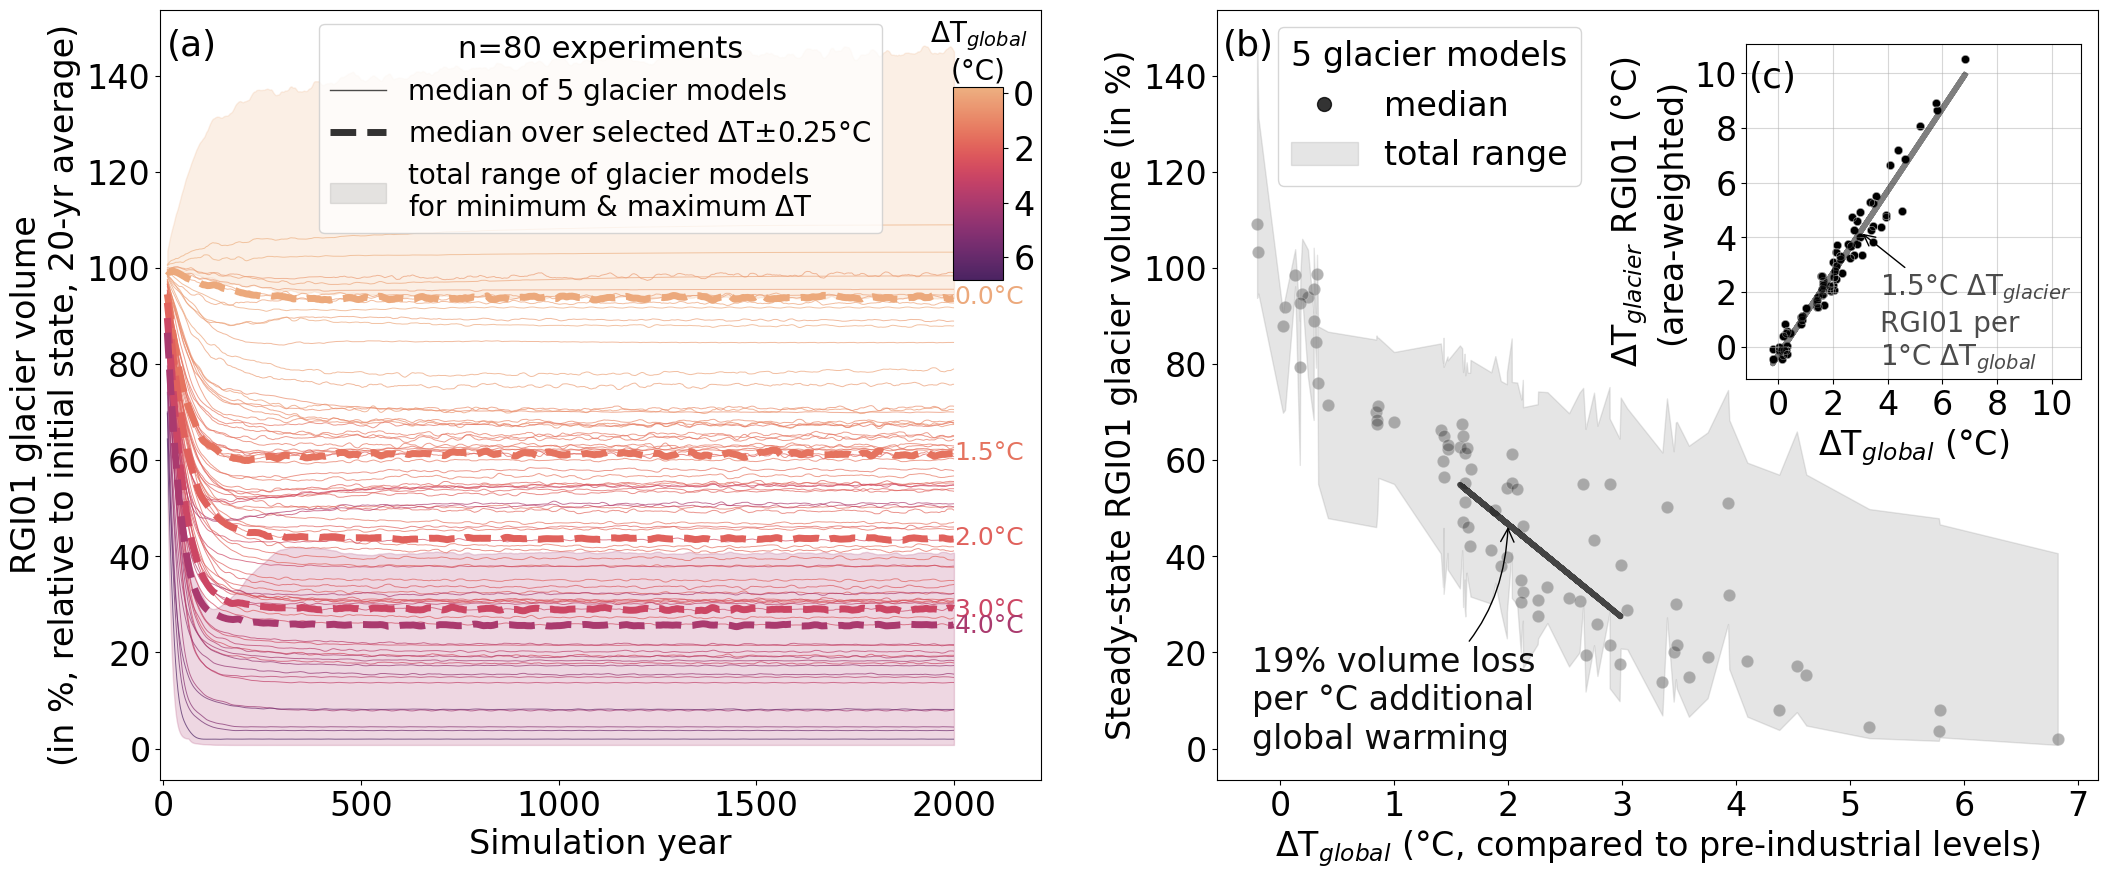 (a)
n=80 experiments
median of 5 glacier models
median over selected ΔT±0.25°C
total range of glacier models
for minimum & maximum ΔT
ΔTglobal
(°C)
0
2
4
6
RGI01 glacier volume
(in %, relative to initial state, 20-yr average)
140
120
100
80
60
40
20
0
0.0°C
1.5°C
2.0°C
3.0°C
4.0°C
0 500 1000 1500 2000
Simulation year
(b)
5 glacier models
median
total range
Steady-state RGI01 glacier volume (in %)
140
120
100
80
60
40
20
0
19% volume loss
per °C additional
global warming
0 1 2 3 4 5 6 7
ΔTglobal (°C, compared to pre-industrial levels)
(c)
ΔTglacier RGI01 (°C)
(area-weighted)
10
8
6
4
2
0
1.5°C ΔTglacier
RGI01 per
1°C ΔTglobal
0 2 4 6 8 10
ΔTglobal (°C)